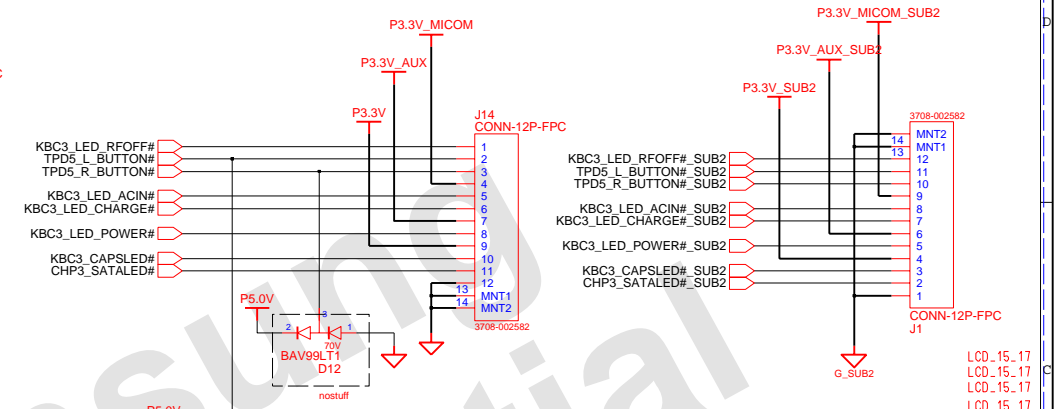 P3.3V_MICOM
P3.3V_AUX
P3.3V
J14
CONN-12P-FPC
KBC3_LED_RFOFF#
TPD5_L_BUTTON#
TPD5_R_BUTTON#
KBC3_LED_ACIN#
KBC3_LED_CHARGE#
KBC3_LED_POWER#
KBC3_CAPSLED#
CHP3_SATALED#
1
2
3
4
5
6
7
8
9
10
11
12
13 MNT1
14 MNT2
3708-002582
P5.0V
2
3
1
70V
BAV99LT1
D12
nostuff
P5.0V
P3.3V_MICOM_SUB2
P3.3V_AUX_SUB2
P3.3V_SUB2
3708-002582
KBC3_LED_RFOFF#_SUB2
TPD5_L_BUTTON#_SUB2
TPD5_R_BUTTON#_SUB2
KBC3_LED_ACIN#_SUB2
KBC3_LED_CHARGE#_SUB2
KBC3_LED_POWER#_SUB2
KBC3_CAPSLED#_SUB2
CHP3_SATALED#_SUB2
14 MNT2
13 MNT1
12
11
10
9
8
7
6
5
4
3
2
1
CONN-12P-FPC
J1
G_SUB2
D
C
LCD_15_17
LCD_15_17
LCD_15_17
LCD_15_17